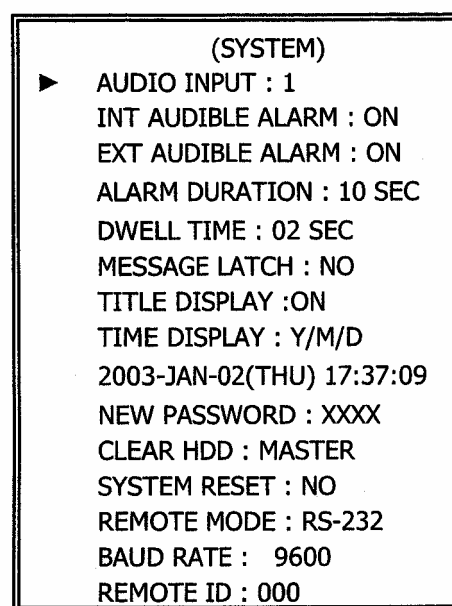 (SYSTEM)
► AUDIO INPUT : 1
INT AUDIBLE ALARM : ON
EXT AUDIBLE ALARM : ON
ALARM DURATION : 10 SEC
DWELL TIME : 02 SEC
MESSAGE LATCH : NO
TITLE DISPLAY :ON
TIME DISPLAY : Y/M/D
2003-JAN-02(THU) 17:37:09
NEW PASSWORD : XXXX
CLEAR HDD : MASTER
SYSTEM RESET : NO
REMOTE MODE : RS-232
BAUD RATE : 9600
REMOTE ID : 000